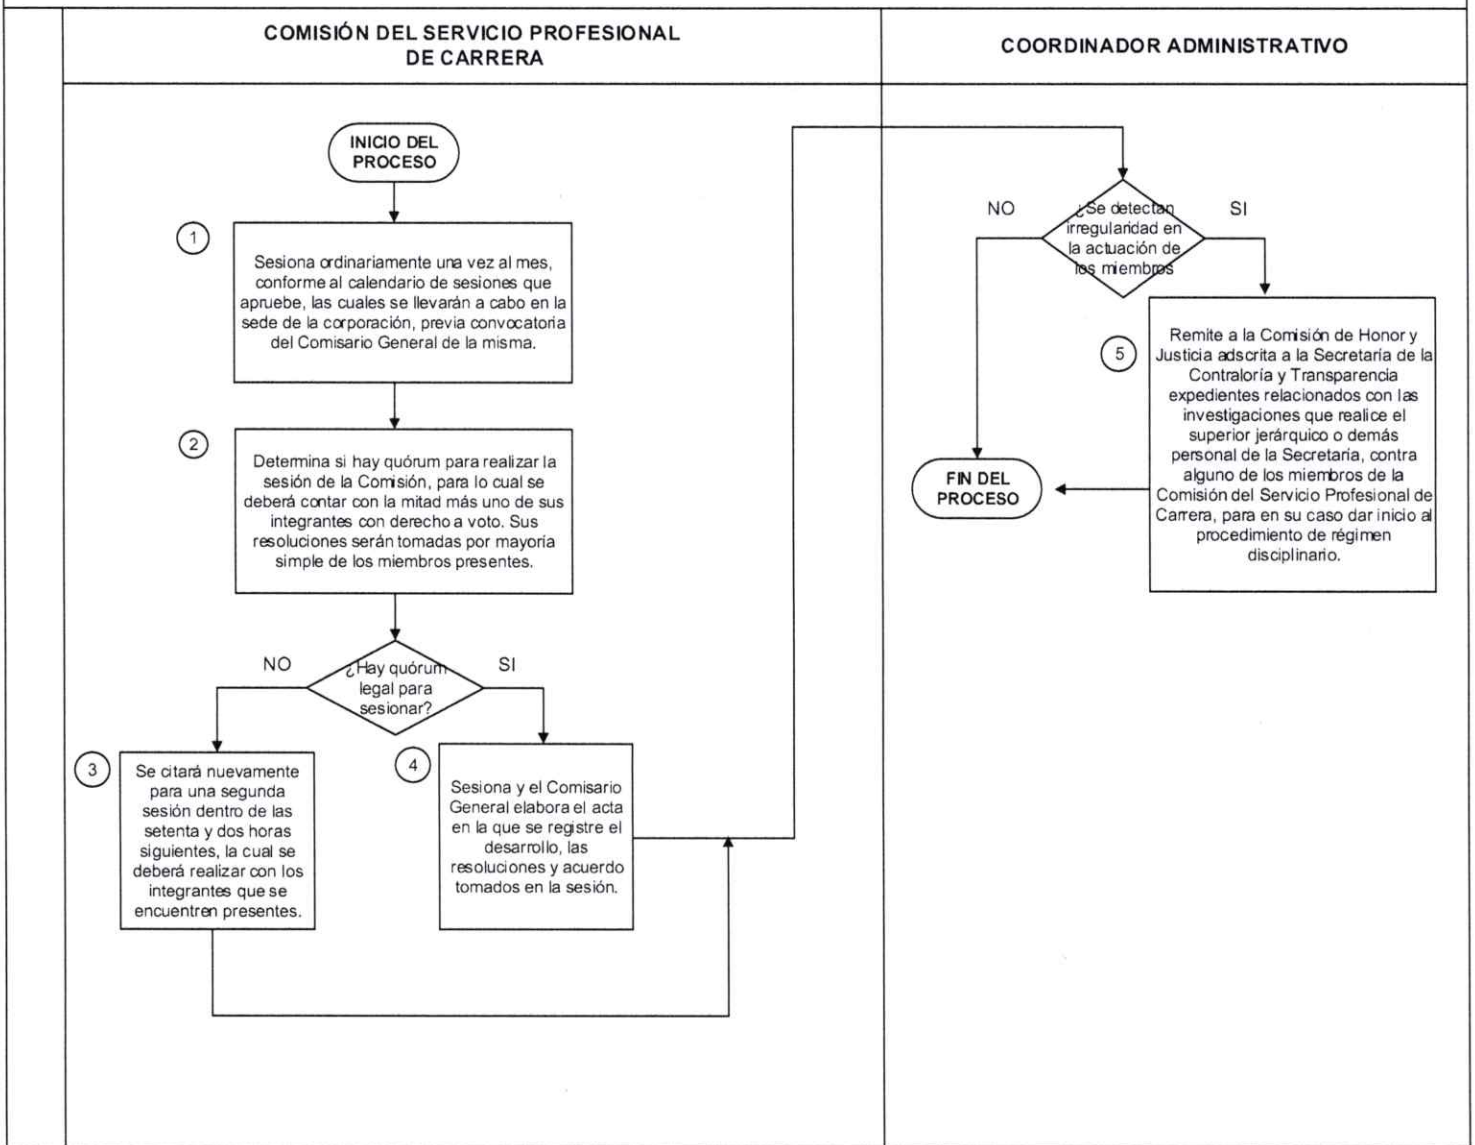 COMISIÓN DEL SERVICIO PROFESIONAL
DE CARRERA
COORDINADOR ADMINISTRATIVO
INICIO DEL
PROCESO
1
Sesiona ordinariamente una vez al mes,
conforme al calendario de sesiones que
apruebe, las cuales se llevarán a cabo en la
sede de la corporación, previa convocatoria
del Comisario General de la misma.
2
Determina si hay quórum para realizar la
sesión de la Comisión, para lo cual se
deberá contar con la mitad más uno de sus
integrantes con derecho a voto. Sus
resoluciones serán tomadas por mayoría
simple de los miembros presentes.
NO
¿Hay quórum
legal para
sesionar?
SI
3
Se citará nuevamente
para una segunda
sesión dentro de las
setenta y dos horas
siguientes, la cual se
deberá realizar con los
integrantes que se
encuentren presentes.
4
Sesiona y el Comisario
General elabora el acta
en la que se registre el
desarrollo, las
resoluciones y acuerdo
tomados en la sesión.
NO
¿Se detectan
irregularidad en
la actuación de
los miembros
SI
5
Remite a la Comisión de Honor y
Justicia adscrita a la Secretaría de la
Contraloría y Transparencia
expedientes relacionados con las
investigaciones que realice el
superior jerárquico o demás
personal de la Secretaría, contra
alguno de los miembros de la
Comisión del Servicio Profesional de
Carrera, para en su caso dar inicio al
procedimiento de régimen
disciplinario.
FIN DEL
PROCESO